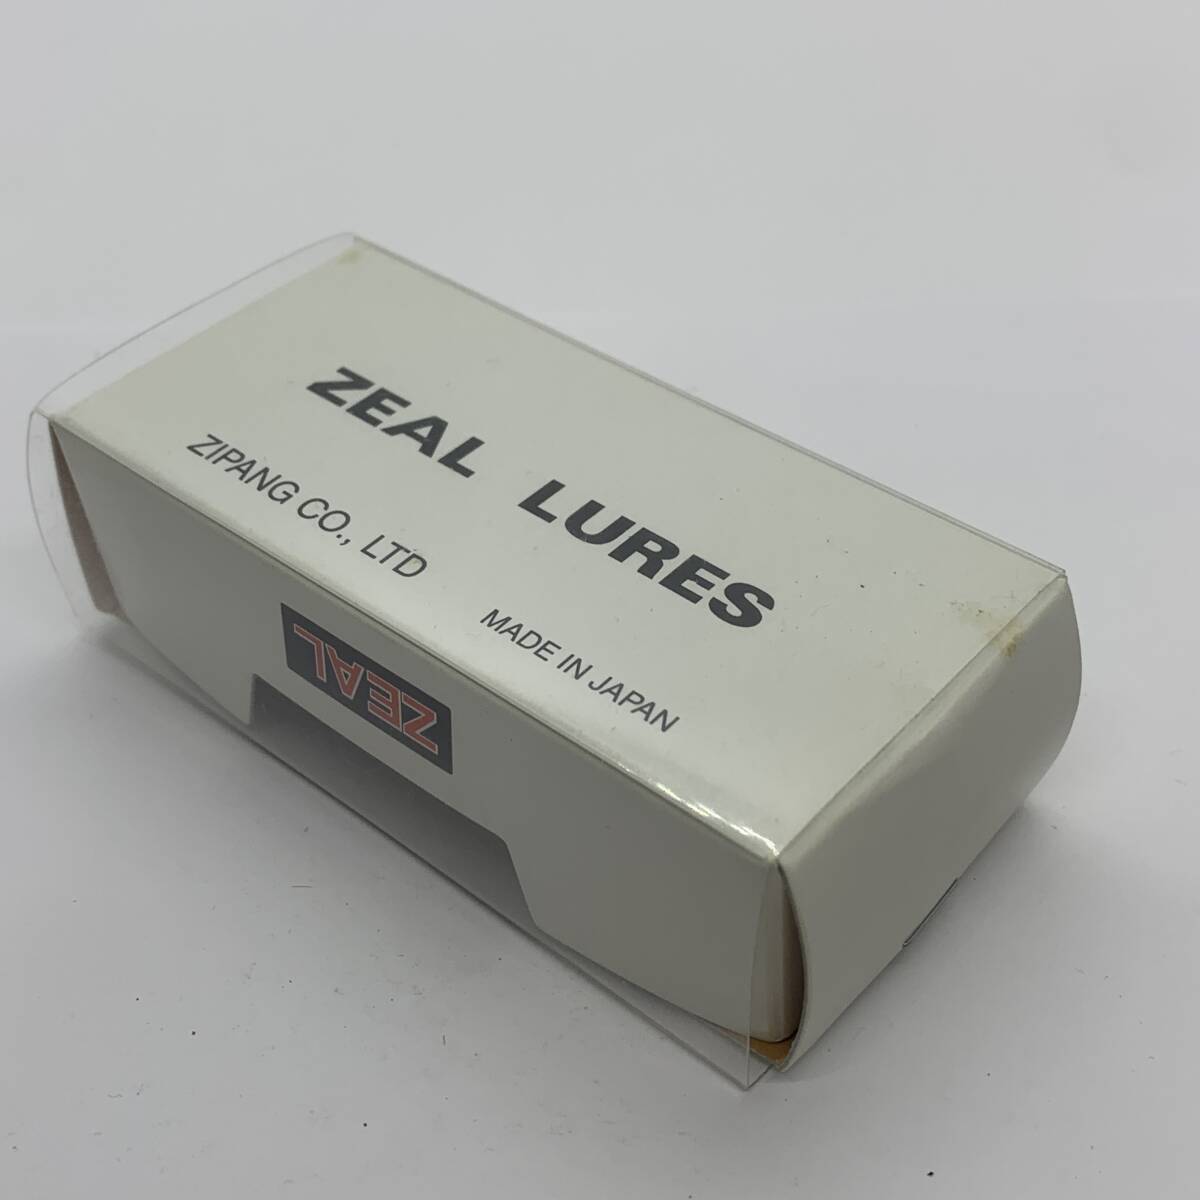 ZEAL LURES
ZIPANG CO., LTD
MADE IN JAPAN
ZEAL